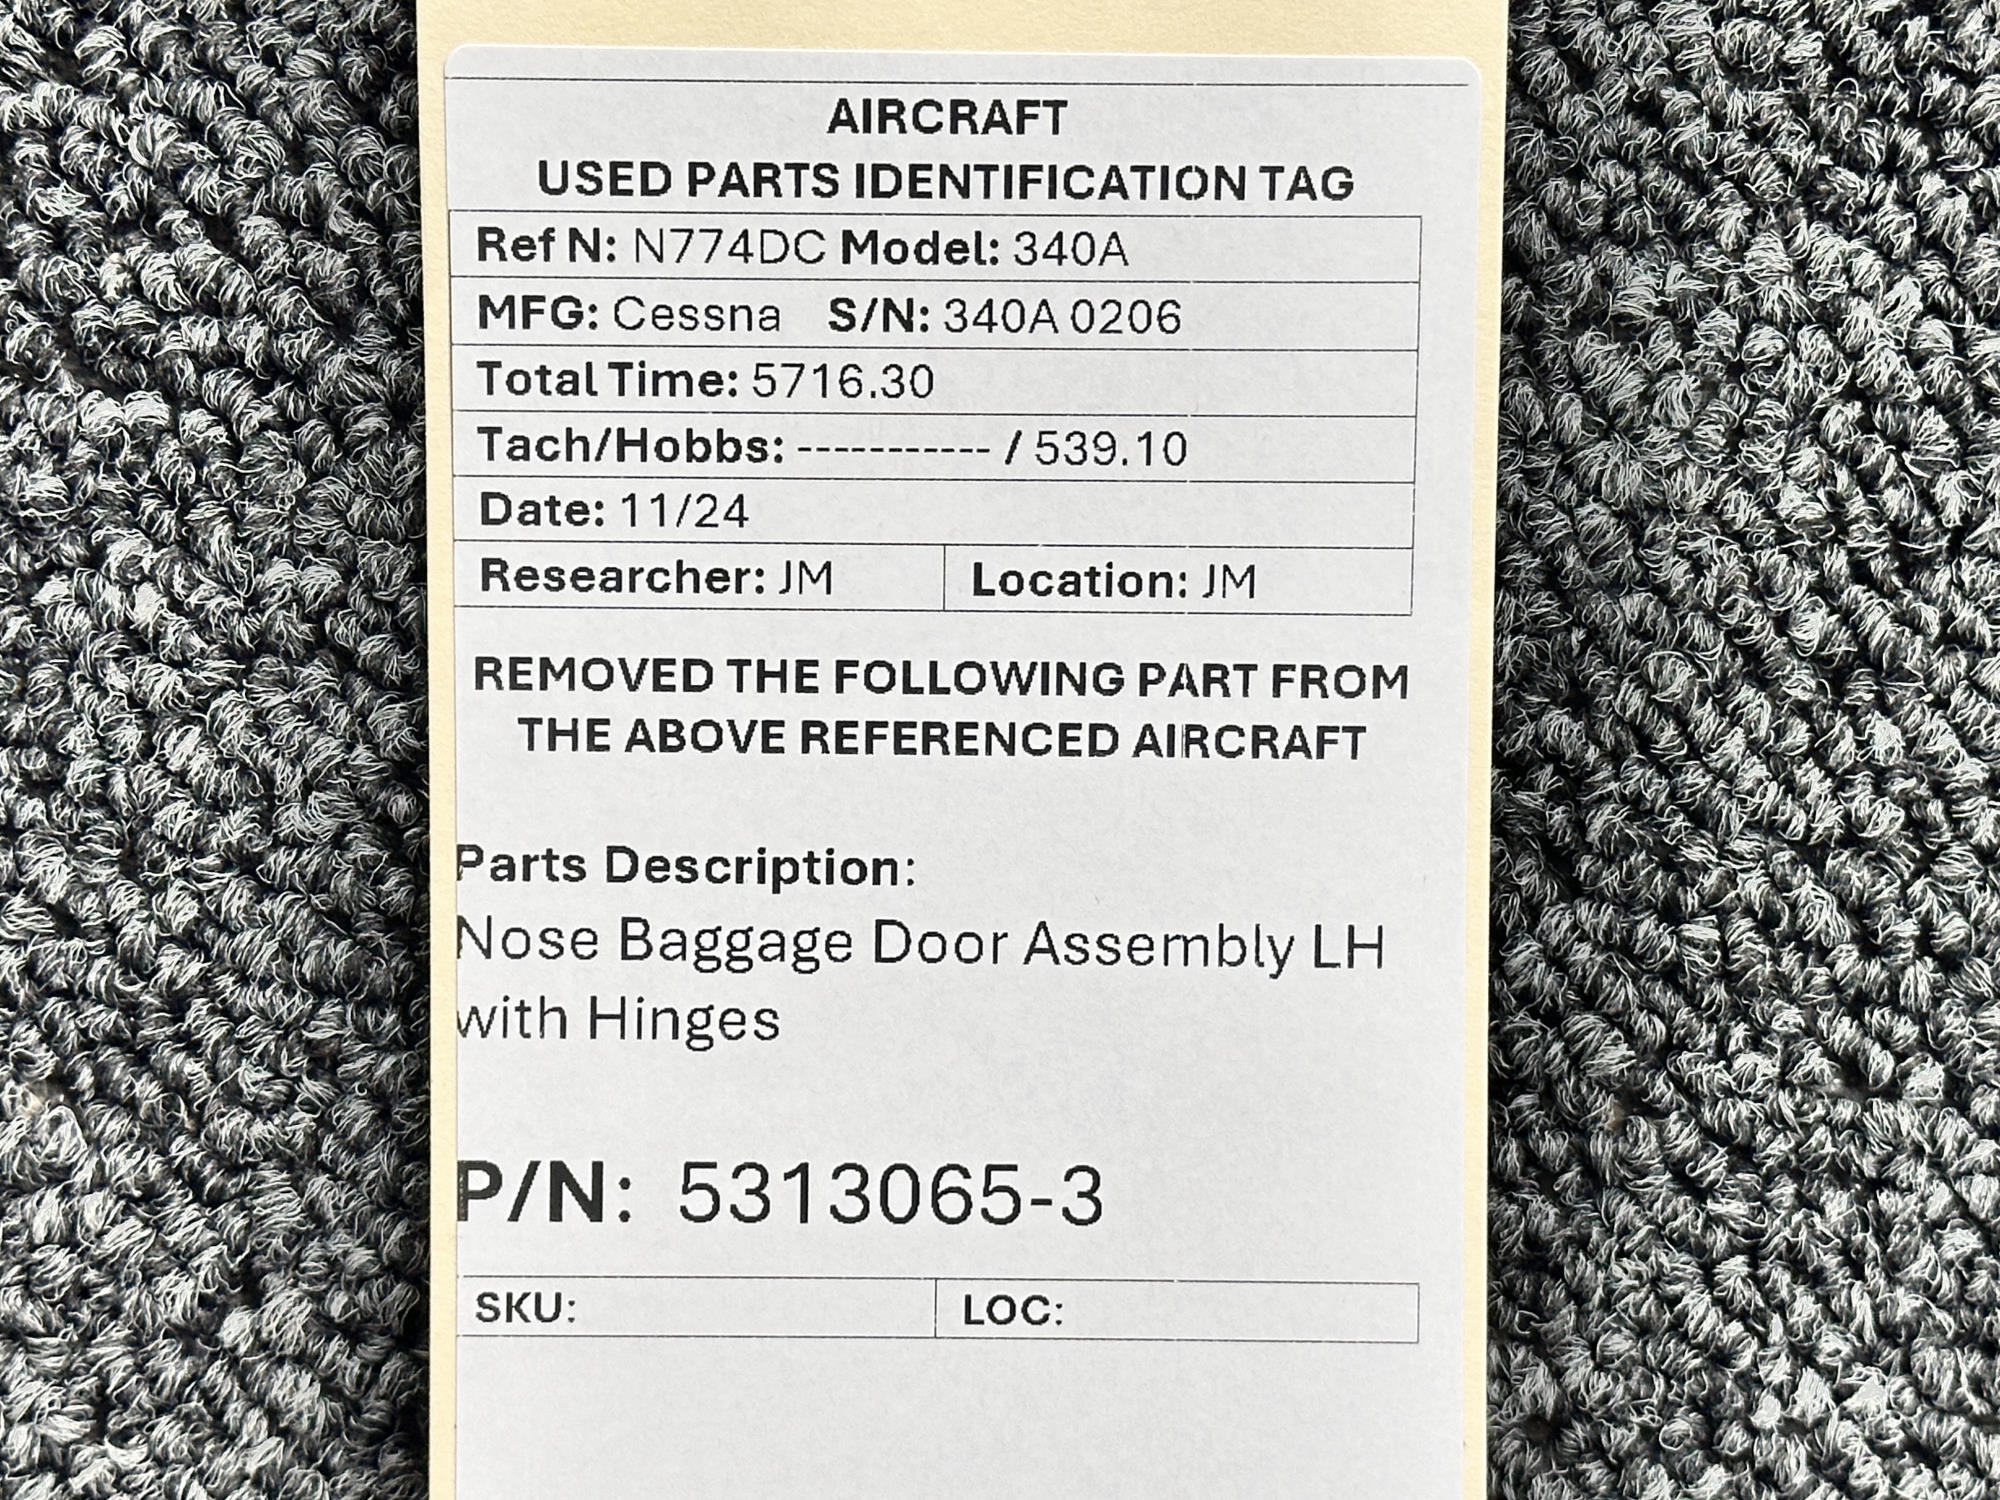 AIRCRAFT
USED PARTS IDENTIFICATION TAG
Ref N: N774DC Model: 340A
MFG: Cessna S/N: 340A 0206
Total Time: 5716.30
Tach/Hobbs: ----------- / 539.10
Date: 11/24
Researcher: JM Location: JM
REMOVED THE FOLLOWING PART FROM
THE ABOVE REFERENCED AIRCRAFT
Parts Description:
Nose Baggage Door Assembly LH
with Hinges
P/N: 5313065-3
SKU: LOC: